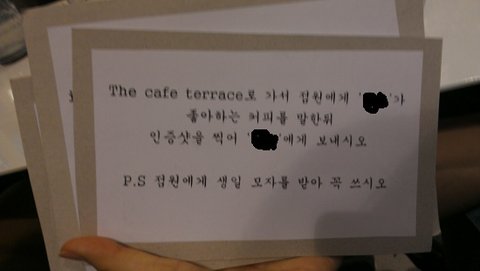 The cafe terrace로 가서 점원에게 ' '가
좋아하는 커피를 말한뒤
인증샷을 찍어 ' '에게 보내시오
P.S 점원에게 생일 모자를 받아 꼭 쓰시오